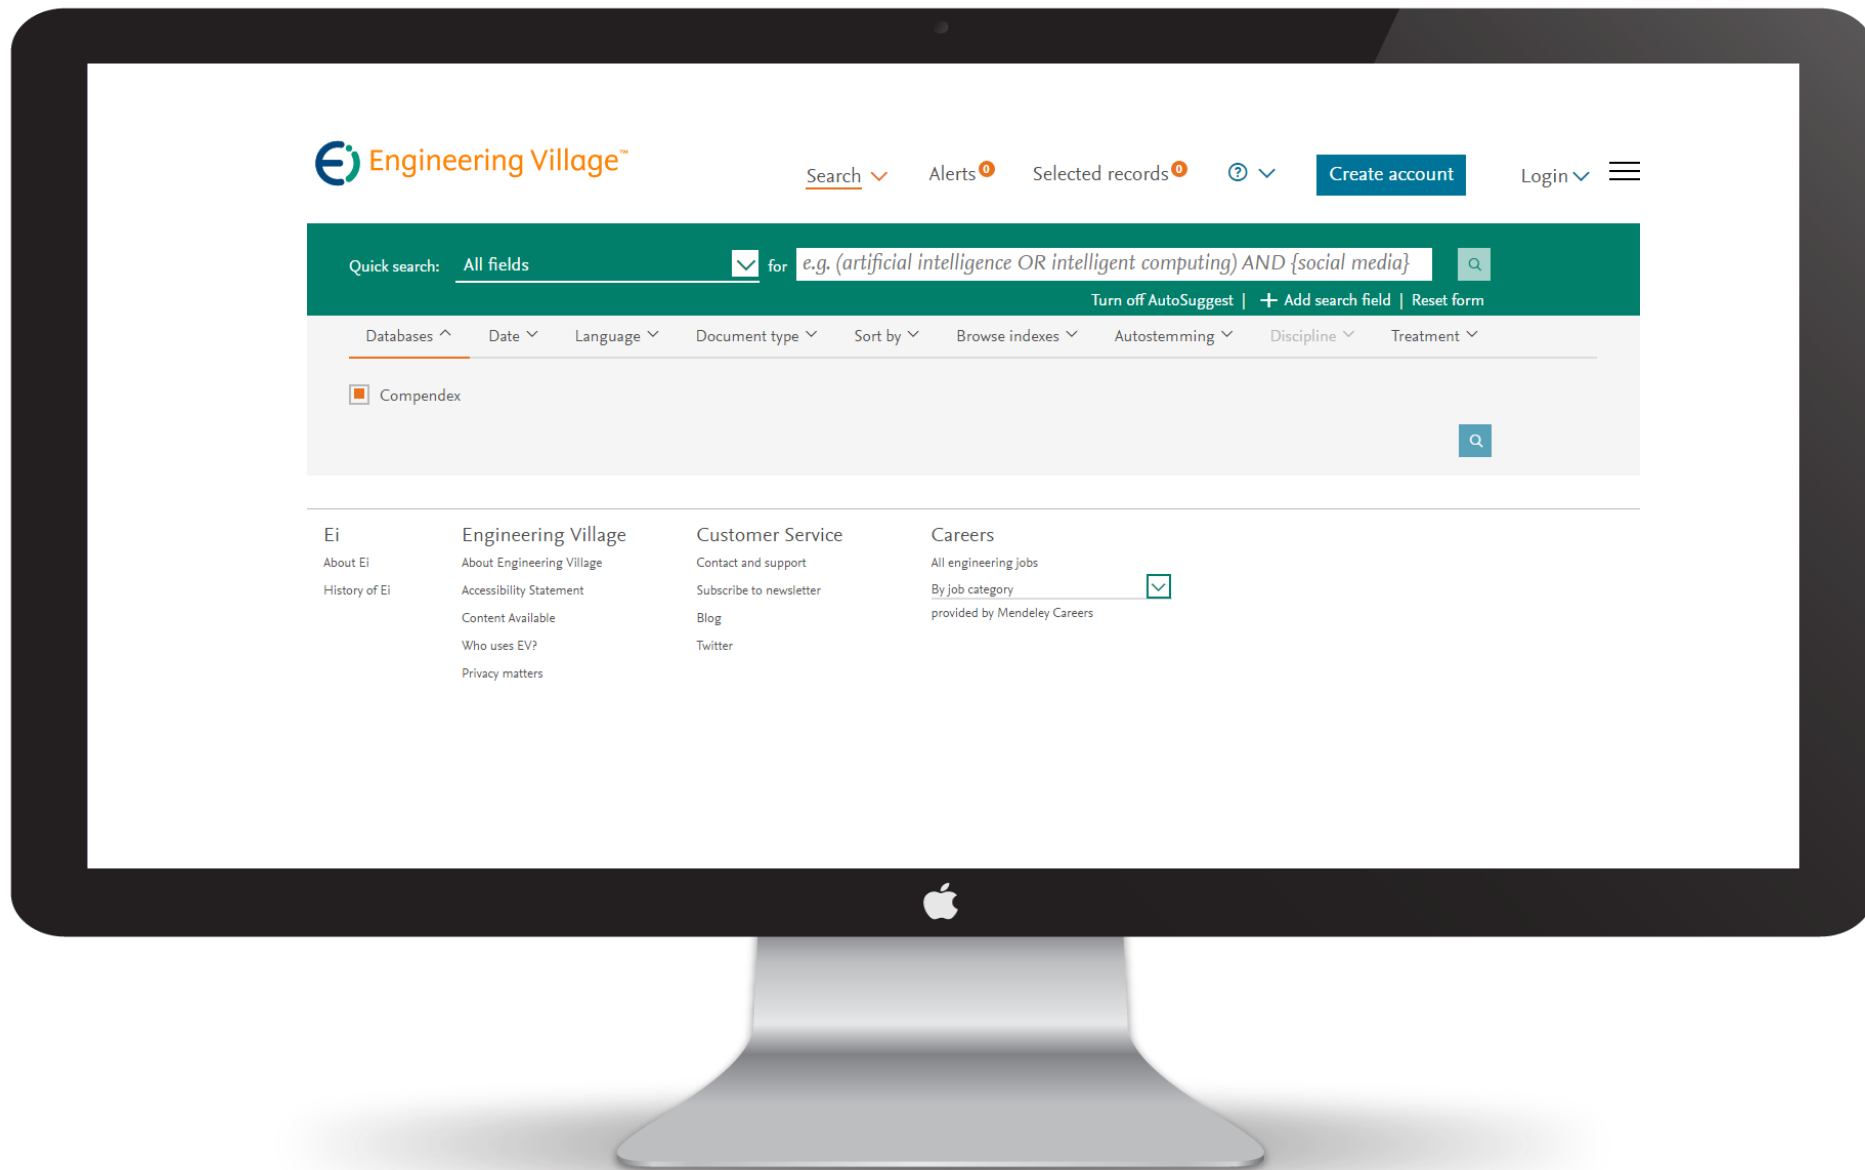 Engineering Village™
Search Alerts 0 Selected records 0 ? Create account Login
Quick search: All fields for e.g. (artificial intelligence OR intelligent computing) AND {social media}
Turn off AutoSuggest | + Add search field | Reset form
Databases Date Language Document type Sort by Browse indexes Autostemming Discipline Treatment
Compendex
Ei
About Ei
History of Ei
Engineering Village
About Engineering Village
Accessibility Statement
Content Available
Who uses EV?
Privacy matters
Customer Service
Contact and support
Subscribe to newsletter
Blog
Twitter
Careers
All engineering jobs
By job category
provided by Mendeley Careers